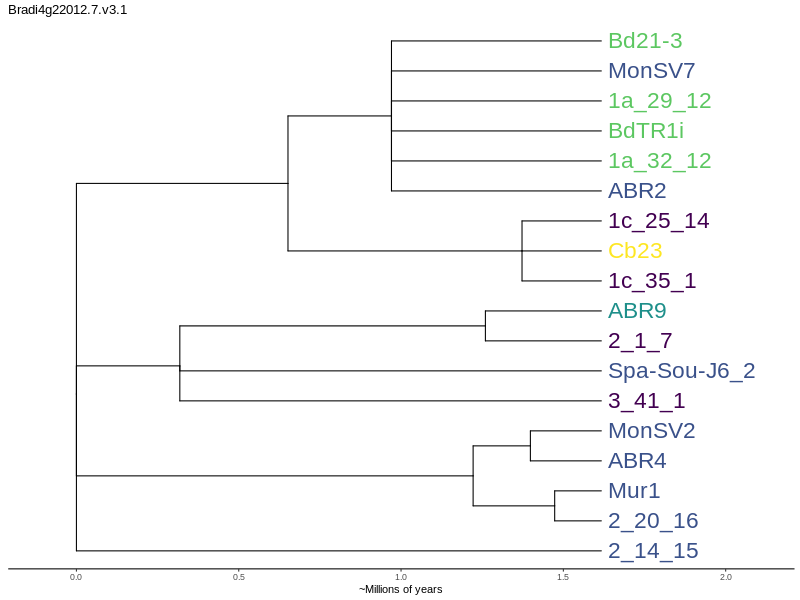 Bradi4g22012.7.v3.1
Bd21-3
MonSV7
1a_29_12
BdTR1i
1a_32_12
ABR2
1c_25_14
Cb23
1c_35_1
ABR9
2_1_7
Spa-Sou-J6_2
3_41_1
MonSV2
ABR4
Mur1
2_20_16
2_14_15
0.0 0.5 1.0 1.5 2.0
~Millions of years